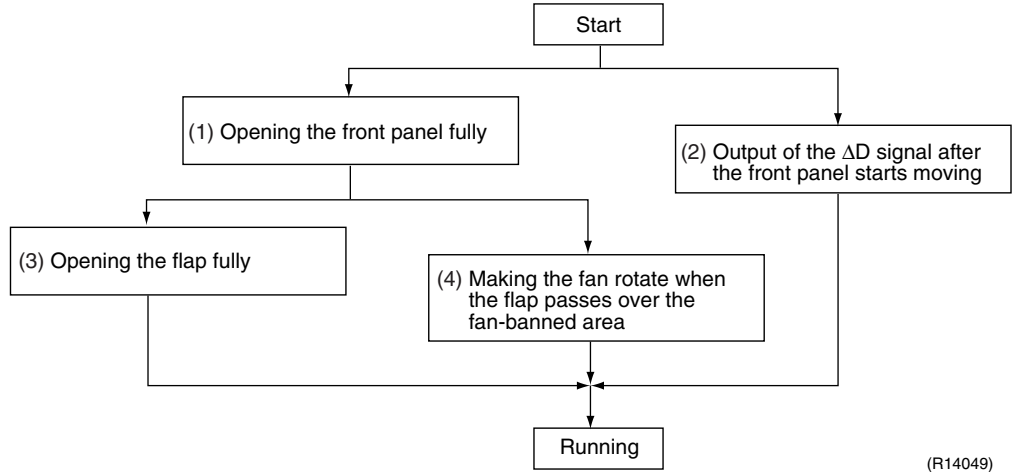 Start
(1) Opening the front panel fully
(2) Output of the ΔD signal after
the front panel starts moving
(3) Opening the flap fully
(4) Making the fan rotate when
the flap passes over the
fan-banned area
Running
(R14049)